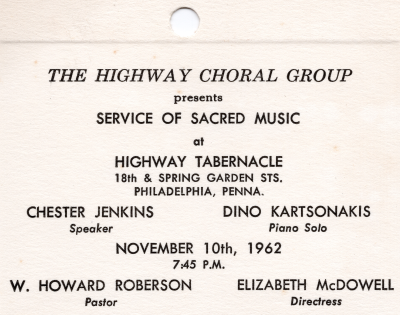 THE HIGHWAY CHORAL GROUP
presents
SERVICE OF SACRED MUSIC
at
HIGHWAY TABERNACLE
18th & SPRING GARDEN STS.
PHILADELPHIA, PENNA.
CHESTER JENKINS DINO KARTSONAKIS
Speaker Piano Solo
NOVEMBER 10th, 1962
7:45 P.M.
W. HOWARD ROBERSON ELIZABETH McDOWELL
Pastor Directress